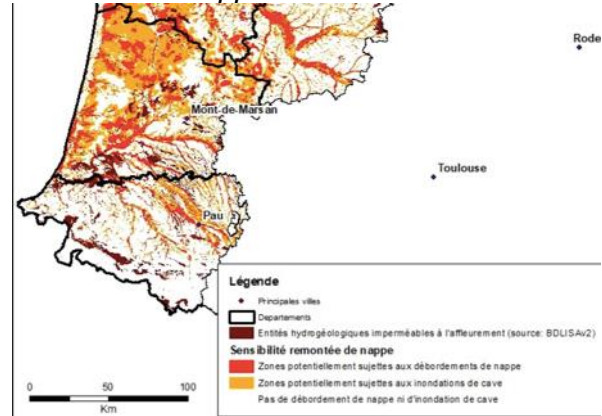 Rode
Mont-de-Marsan
Toulouse
Pau
Légende
Principales villes
Departements
Entités hydrogéologiques imperméables à l'affleurement (source: BDLISAv2)
Sensibilité remontée de nappe
Zones potentiellement sujettes aux débordements de nappe
Zones potentiellement sujettes aux inondations de cave
Pas de débordement de nappe ni d'inondation de cave
0 50 100
Km